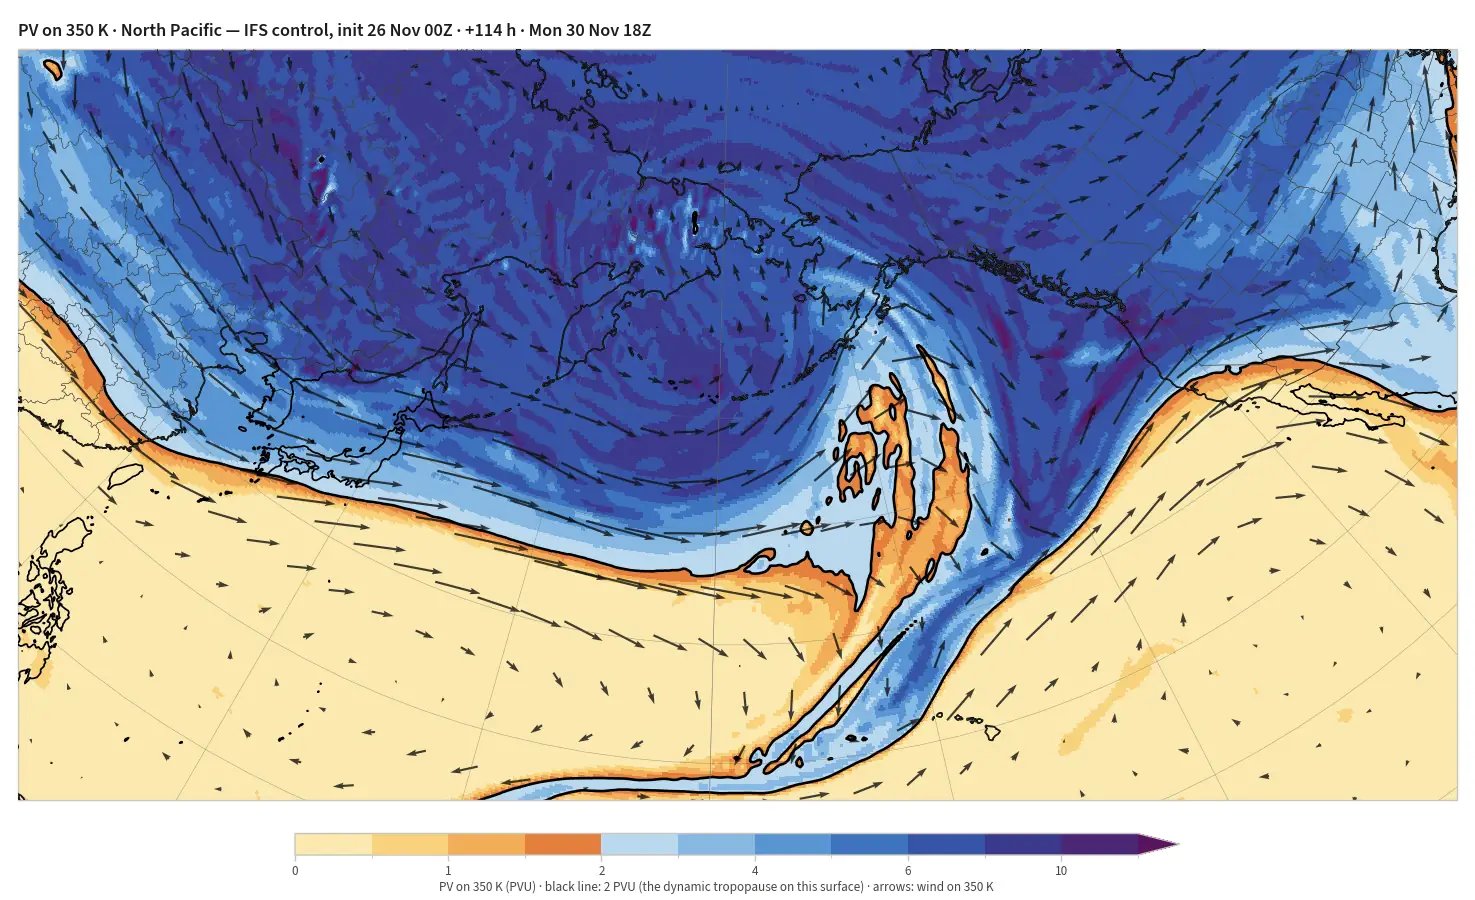 PV on 350 K · North Pacific — IFS control, init 26 Nov 00Z · +114 h · Mon 30 Nov 18Z
0 1 2 4 6 10
PV on 350 K (PVU) · black line: 2 PVU (the dynamic tropopause on this surface) · arrows: wind on 350 K